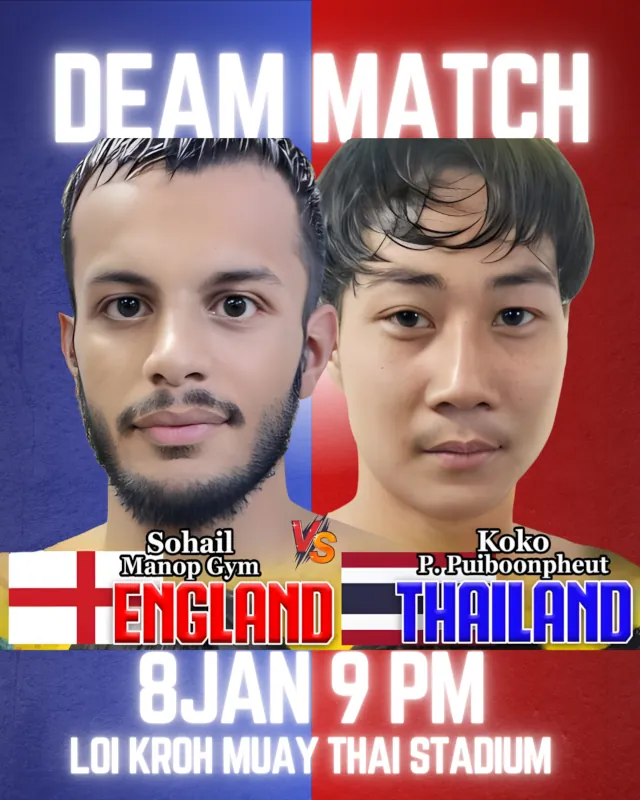 DEAM MATCH
VS
Sohail
Manop Gym
ENGLAND
Koko
P. Puiboonpheut
THAILAND
8JAN 9 PM
LOI KROH MUAY THAI STADIUM